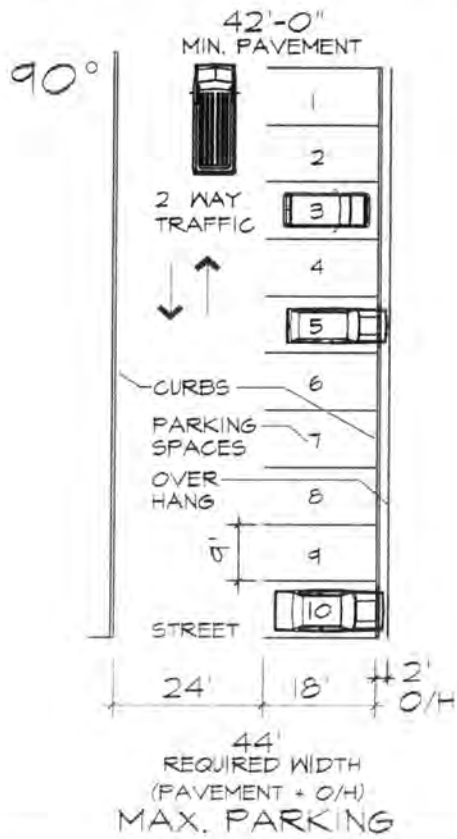 42'-0"
MIN. PAVEMENT
90°
1
2
3
2 WAY
TRAFFIC
4
5
6
CURBS
PARKING
SPACES
7
OVER
HANG
8
9'
9
10
STREET
24'
18'
2'
O/H
44'
REQUIRED WIDTH
(PAVEMENT + O/H)
MAX. PARKING